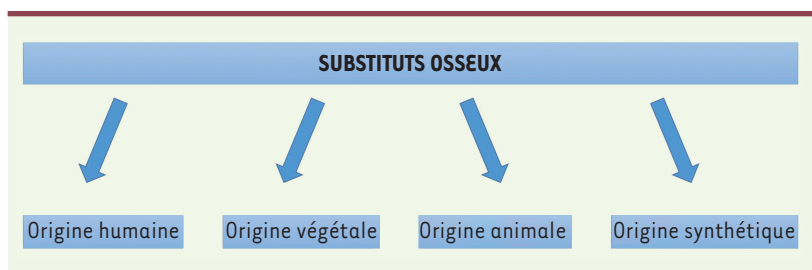 SUBSTITUTS OSSEUX
Origine humaine
Origine végétale
Origine animale
Origine synthétique